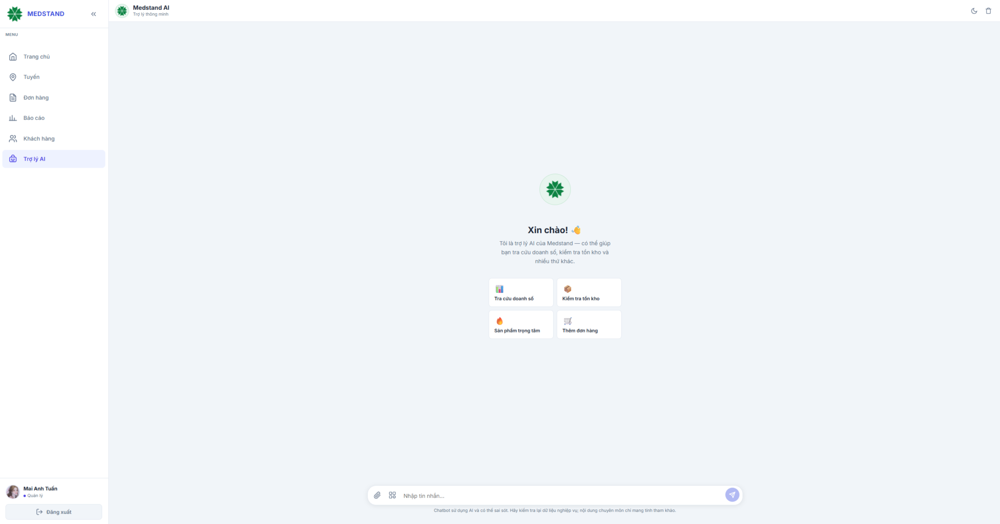 MEDSTAND
MENU
Trang chủ
Tuyến
Đơn hàng
Báo cáo
Khách hàng
Trợ lý AI
Mai Anh Tuấn
Quản lý
Đăng xuất
Medstand AI
Trợ lý thông minh
Xin chào! 👋
Tôi là trợ lý AI của Medstand — có thể giúp
bạn tra cứu doanh số, kiểm tra tồn kho và
nhiều thứ khác.
Tra cứu doanh số
Kiểm tra tồn kho
Sản phẩm trọng tâm
Thêm đơn hàng
Nhập tin nhắn...
Chatbot sử dụng AI và có thể sai sót. Hãy kiểm tra lại dữ liệu nghiệp vụ; nội dung chuyên môn chỉ mang tính tham khảo.